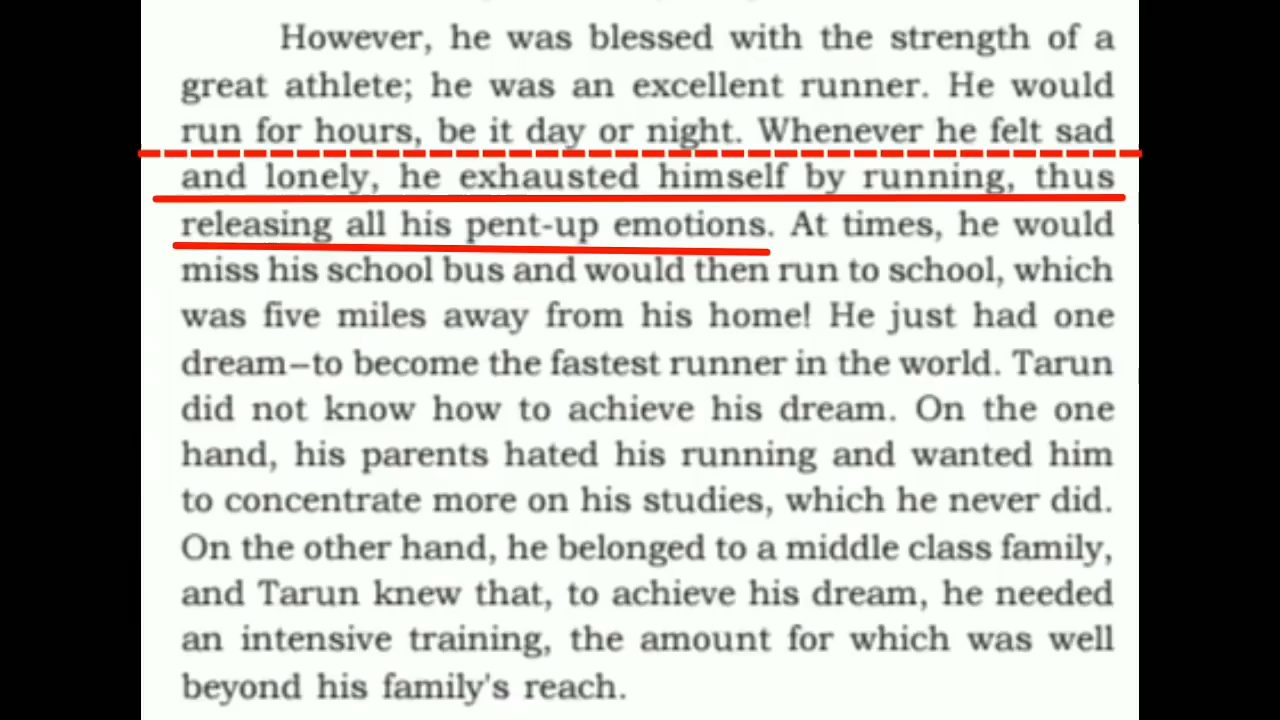 However, he was blessed with the strength of a
great athlete; he was an excellent runner. He would
run for hours, be it day or night. Whenever he felt sad
and lonely, he exhausted himself by running, thus
releasing all his pent-up emotions. At times, he would
miss his school bus and would then run to school, which
was five miles away from his home! He just had one
dream—to become the fastest runner in the world. Tarun
did not know how to achieve his dream. On the one
hand, his parents hated his running and wanted him
to concentrate more on his studies, which he never did.
On the other hand, he belonged to a middle class family,
and Tarun knew that, to achieve his dream, he needed
an intensive training, the amount for which was well
beyond his family's reach.